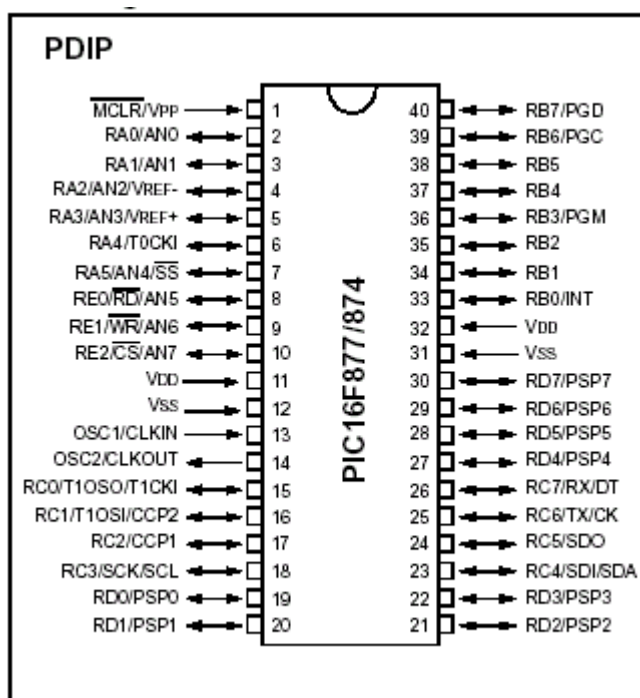 PDIP
MCLR/VPP 1 40 RB7/PGD
RA0/AN0 2 39 RB6/PGC
RA1/AN1 3 38 RB5
RA2/AN2/VREF- 4 37 RB4
RA3/AN3/VREF+ 5 36 RB3/PGM
RA4/T0CKI 6 35 RB2
RA5/AN4/SS 7 34 RB1
RE0/RD/AN5 8 33 RB0/INT
RE1/WR/AN6 9 32 VDD
RE2/CS/AN7 10 31 VSS
VDD 11 30 RD7/PSP7
VSS 12 29 RD6/PSP6
OSC1/CLKIN 13 28 RD5/PSP5
OSC2/CLKOUT 14 27 RD4/PSP4
RC0/T1OSO/T1CKI 15 26 RC7/RX/DT
RC1/T1OSI/CCP2 16 25 RC6/TX/CK
RC2/CCP1 17 24 RC5/SDO
RC3/SCK/SCL 18 23 RC4/SDI/SDA
RD0/PSP0 19 22 RD3/PSP3
RD1/PSP1 20 21 RD2/PSP2
PIC16F877/874